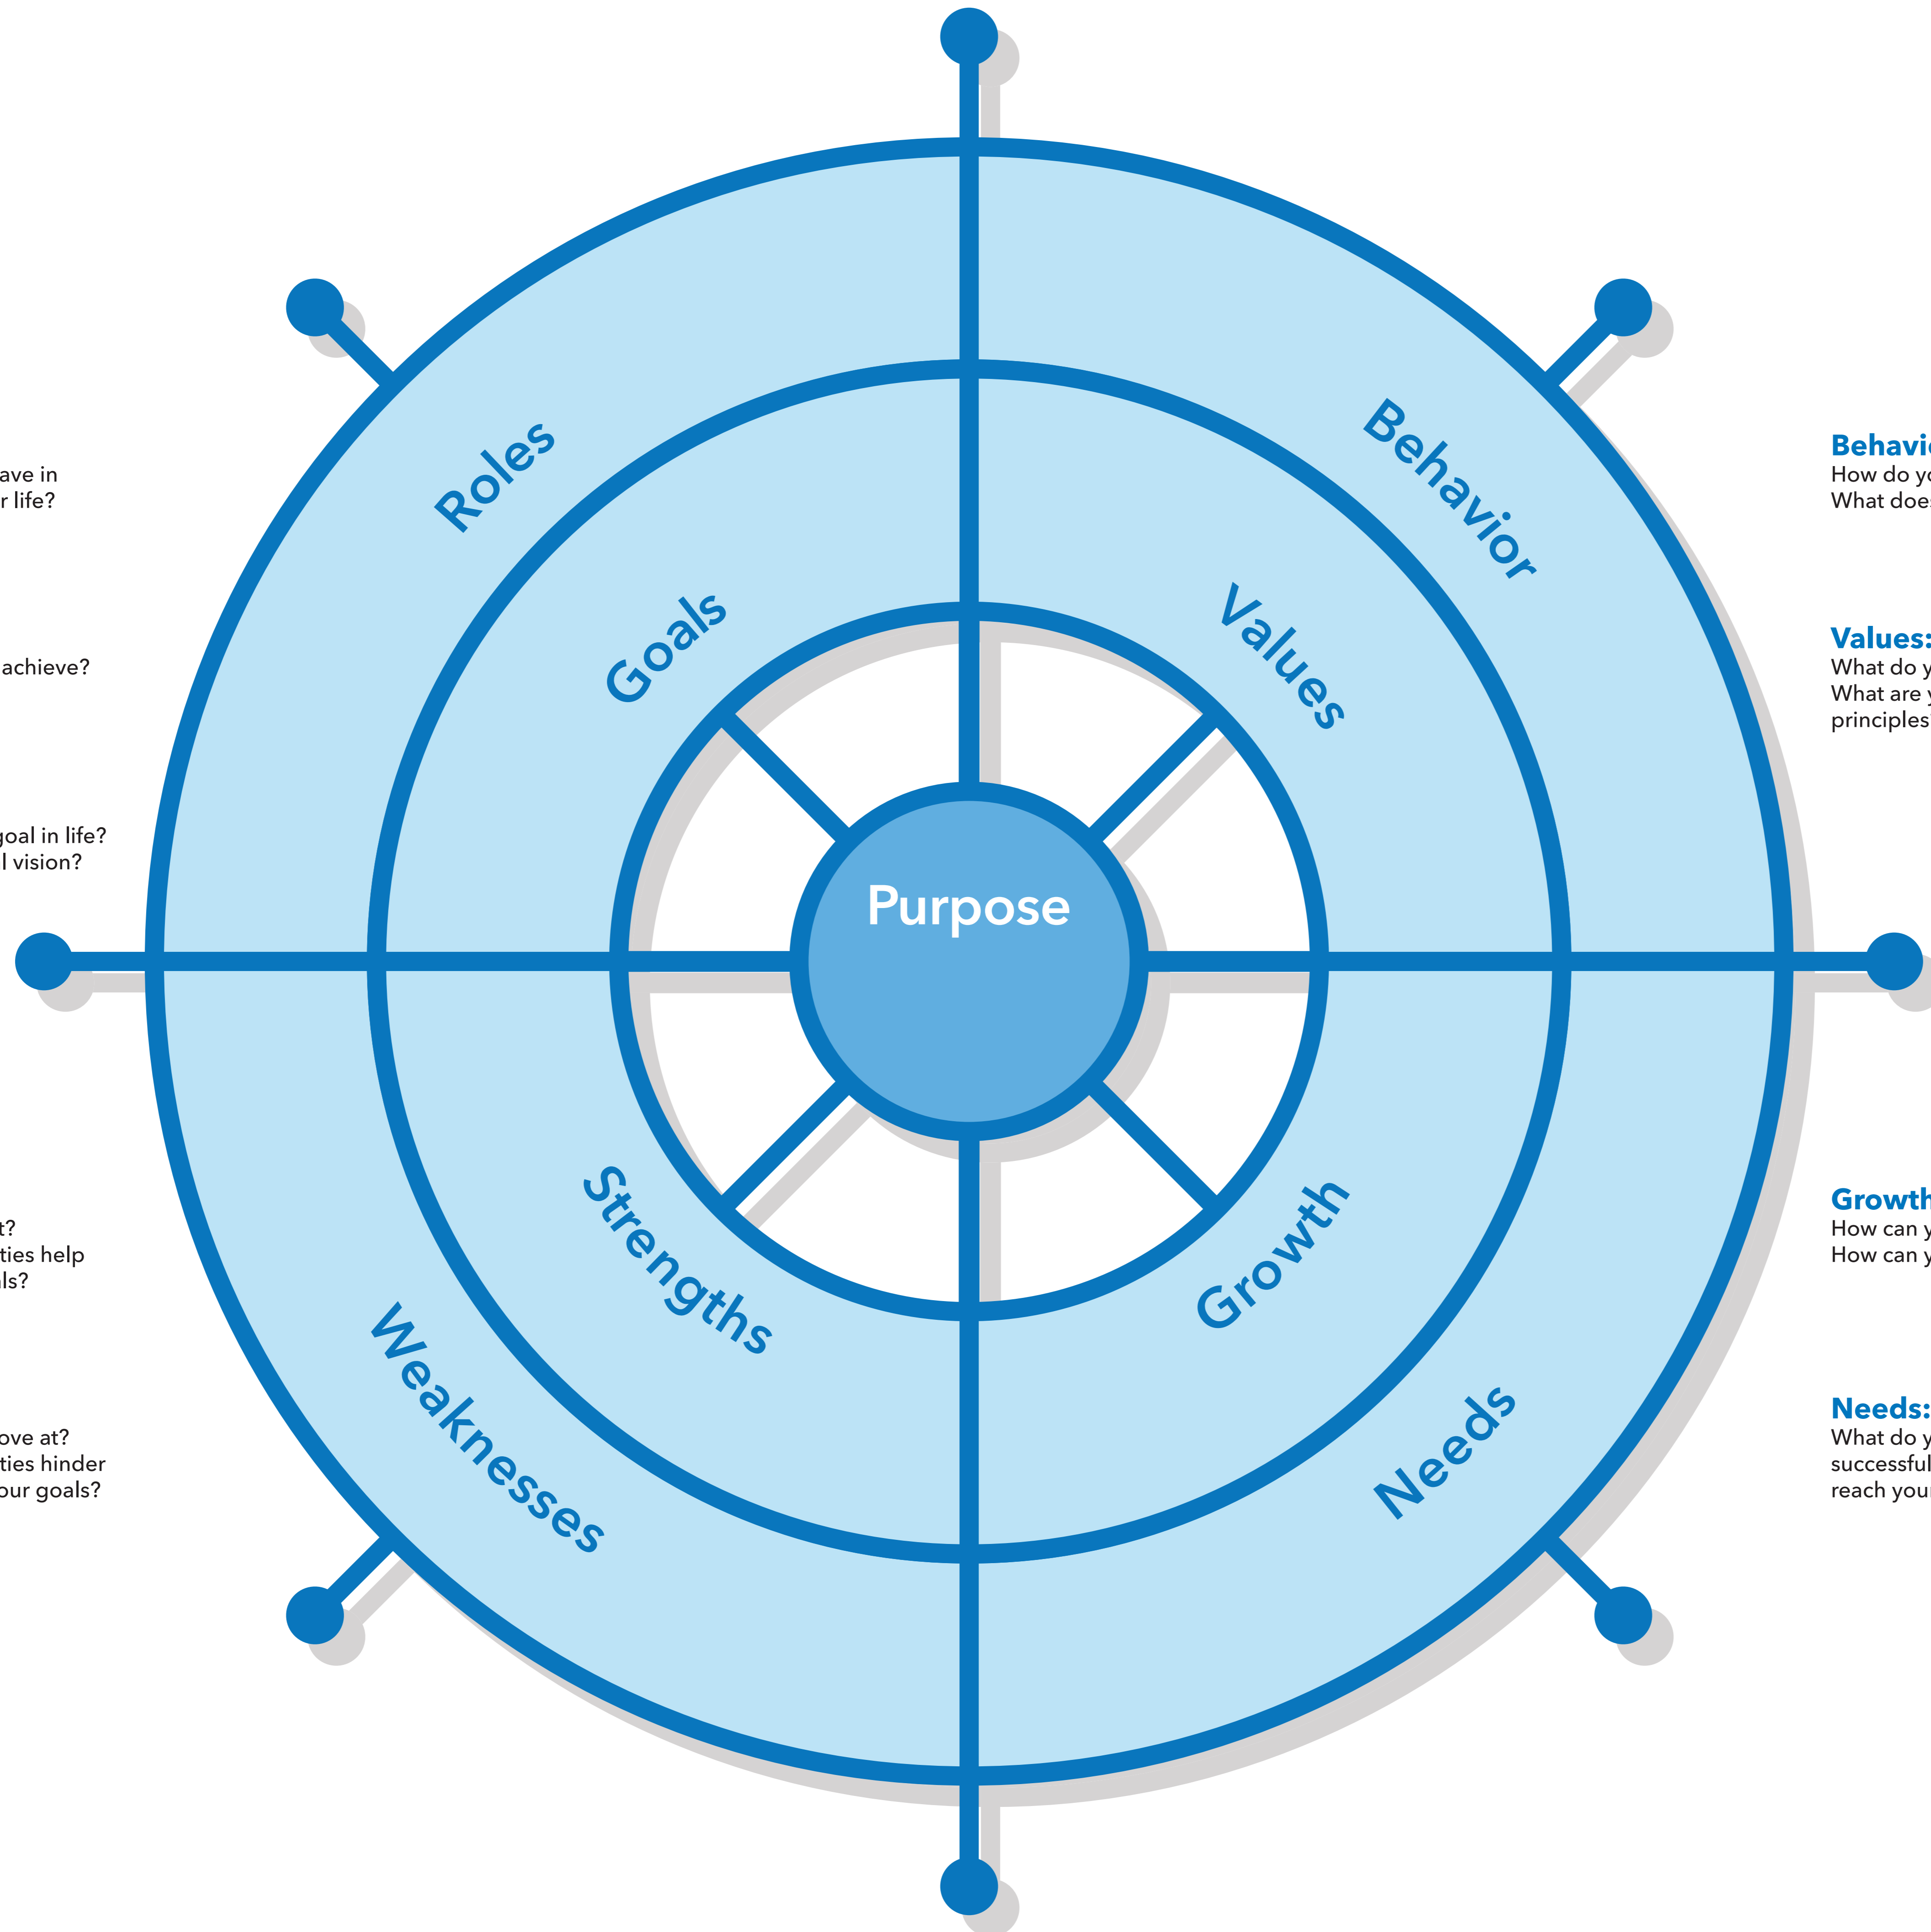 ave in
r life?
achieve?
goal in life?
l vision?
t?
ties help
ls?
ove at?
ties hinder
our goals?
Roles
Behavior
Goals
Values
Purpose
Strengths
Growth
Weaknesses
Needs
Behavi
How do yo
What does
Values:
What do y
What are y
principles
Growth
How can y
How can y
Needs:
What do y
successful
reach your